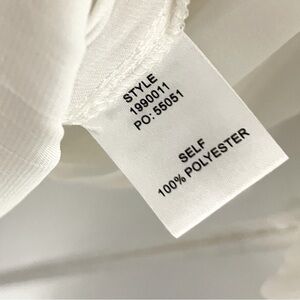 STYLE
1990011
PO: 55051
SELF
100% POLYESTER